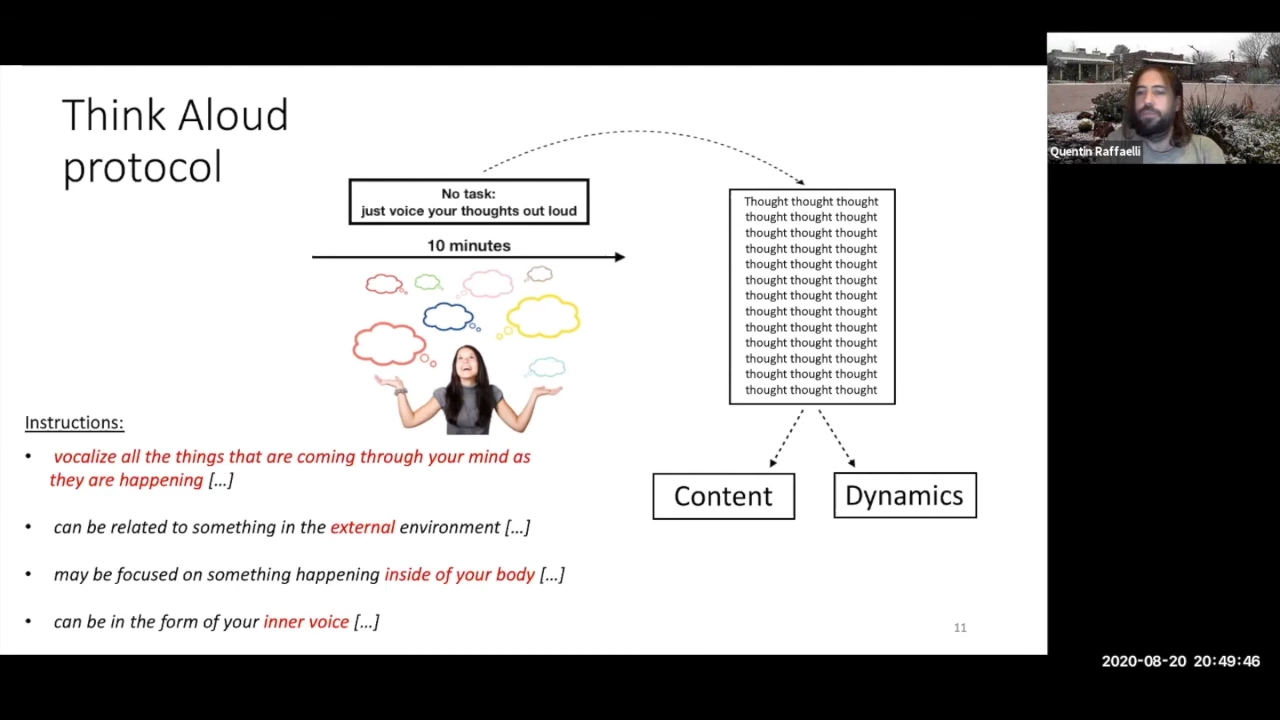 Think Aloud
protocol
No task:
just voice your thoughts out loud
10 minutes
Thought thought thought
thought thought thought
thought thought thought
thought thought thought
thought thought thought
thought thought thought
thought thought thought
thought thought thought
thought thought thought
thought thought thought
thought thought thought
thought thought thought
thought thought thought
Content
Dynamics
Instructions:
• vocalize all the things that are coming through your mind as
they are happening [...]
• can be related to something in the external environment [...]
• may be focused on something happening inside of your body [...]
• can be in the form of your inner voice [...]
11
Quentin Raffaelli
2020-08-20 20:49:46